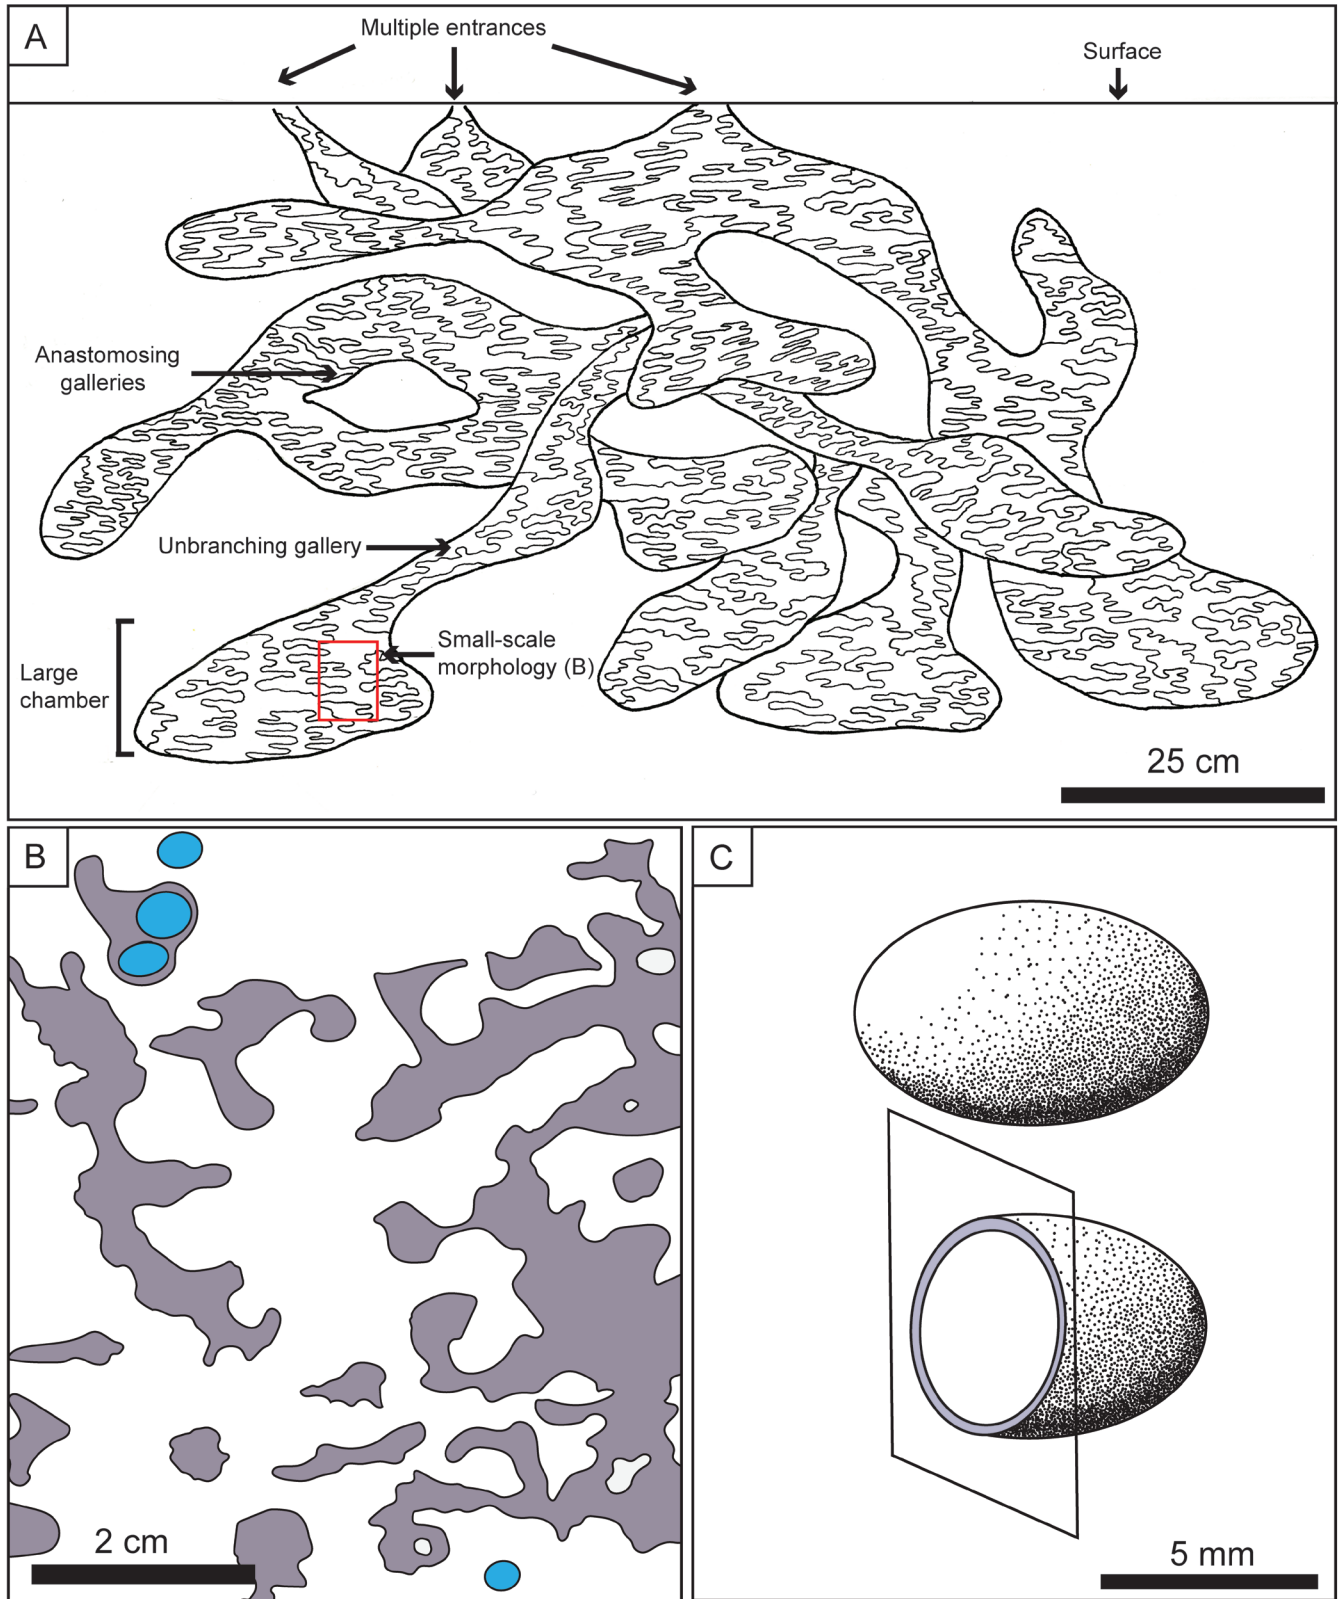 A
Multiple entrances
Surface
Anastomosing
galleries
Unbranching gallery
Small-scale
morphology (B)
Large
chamber
25 cm
B
2 cm
C
5 mm